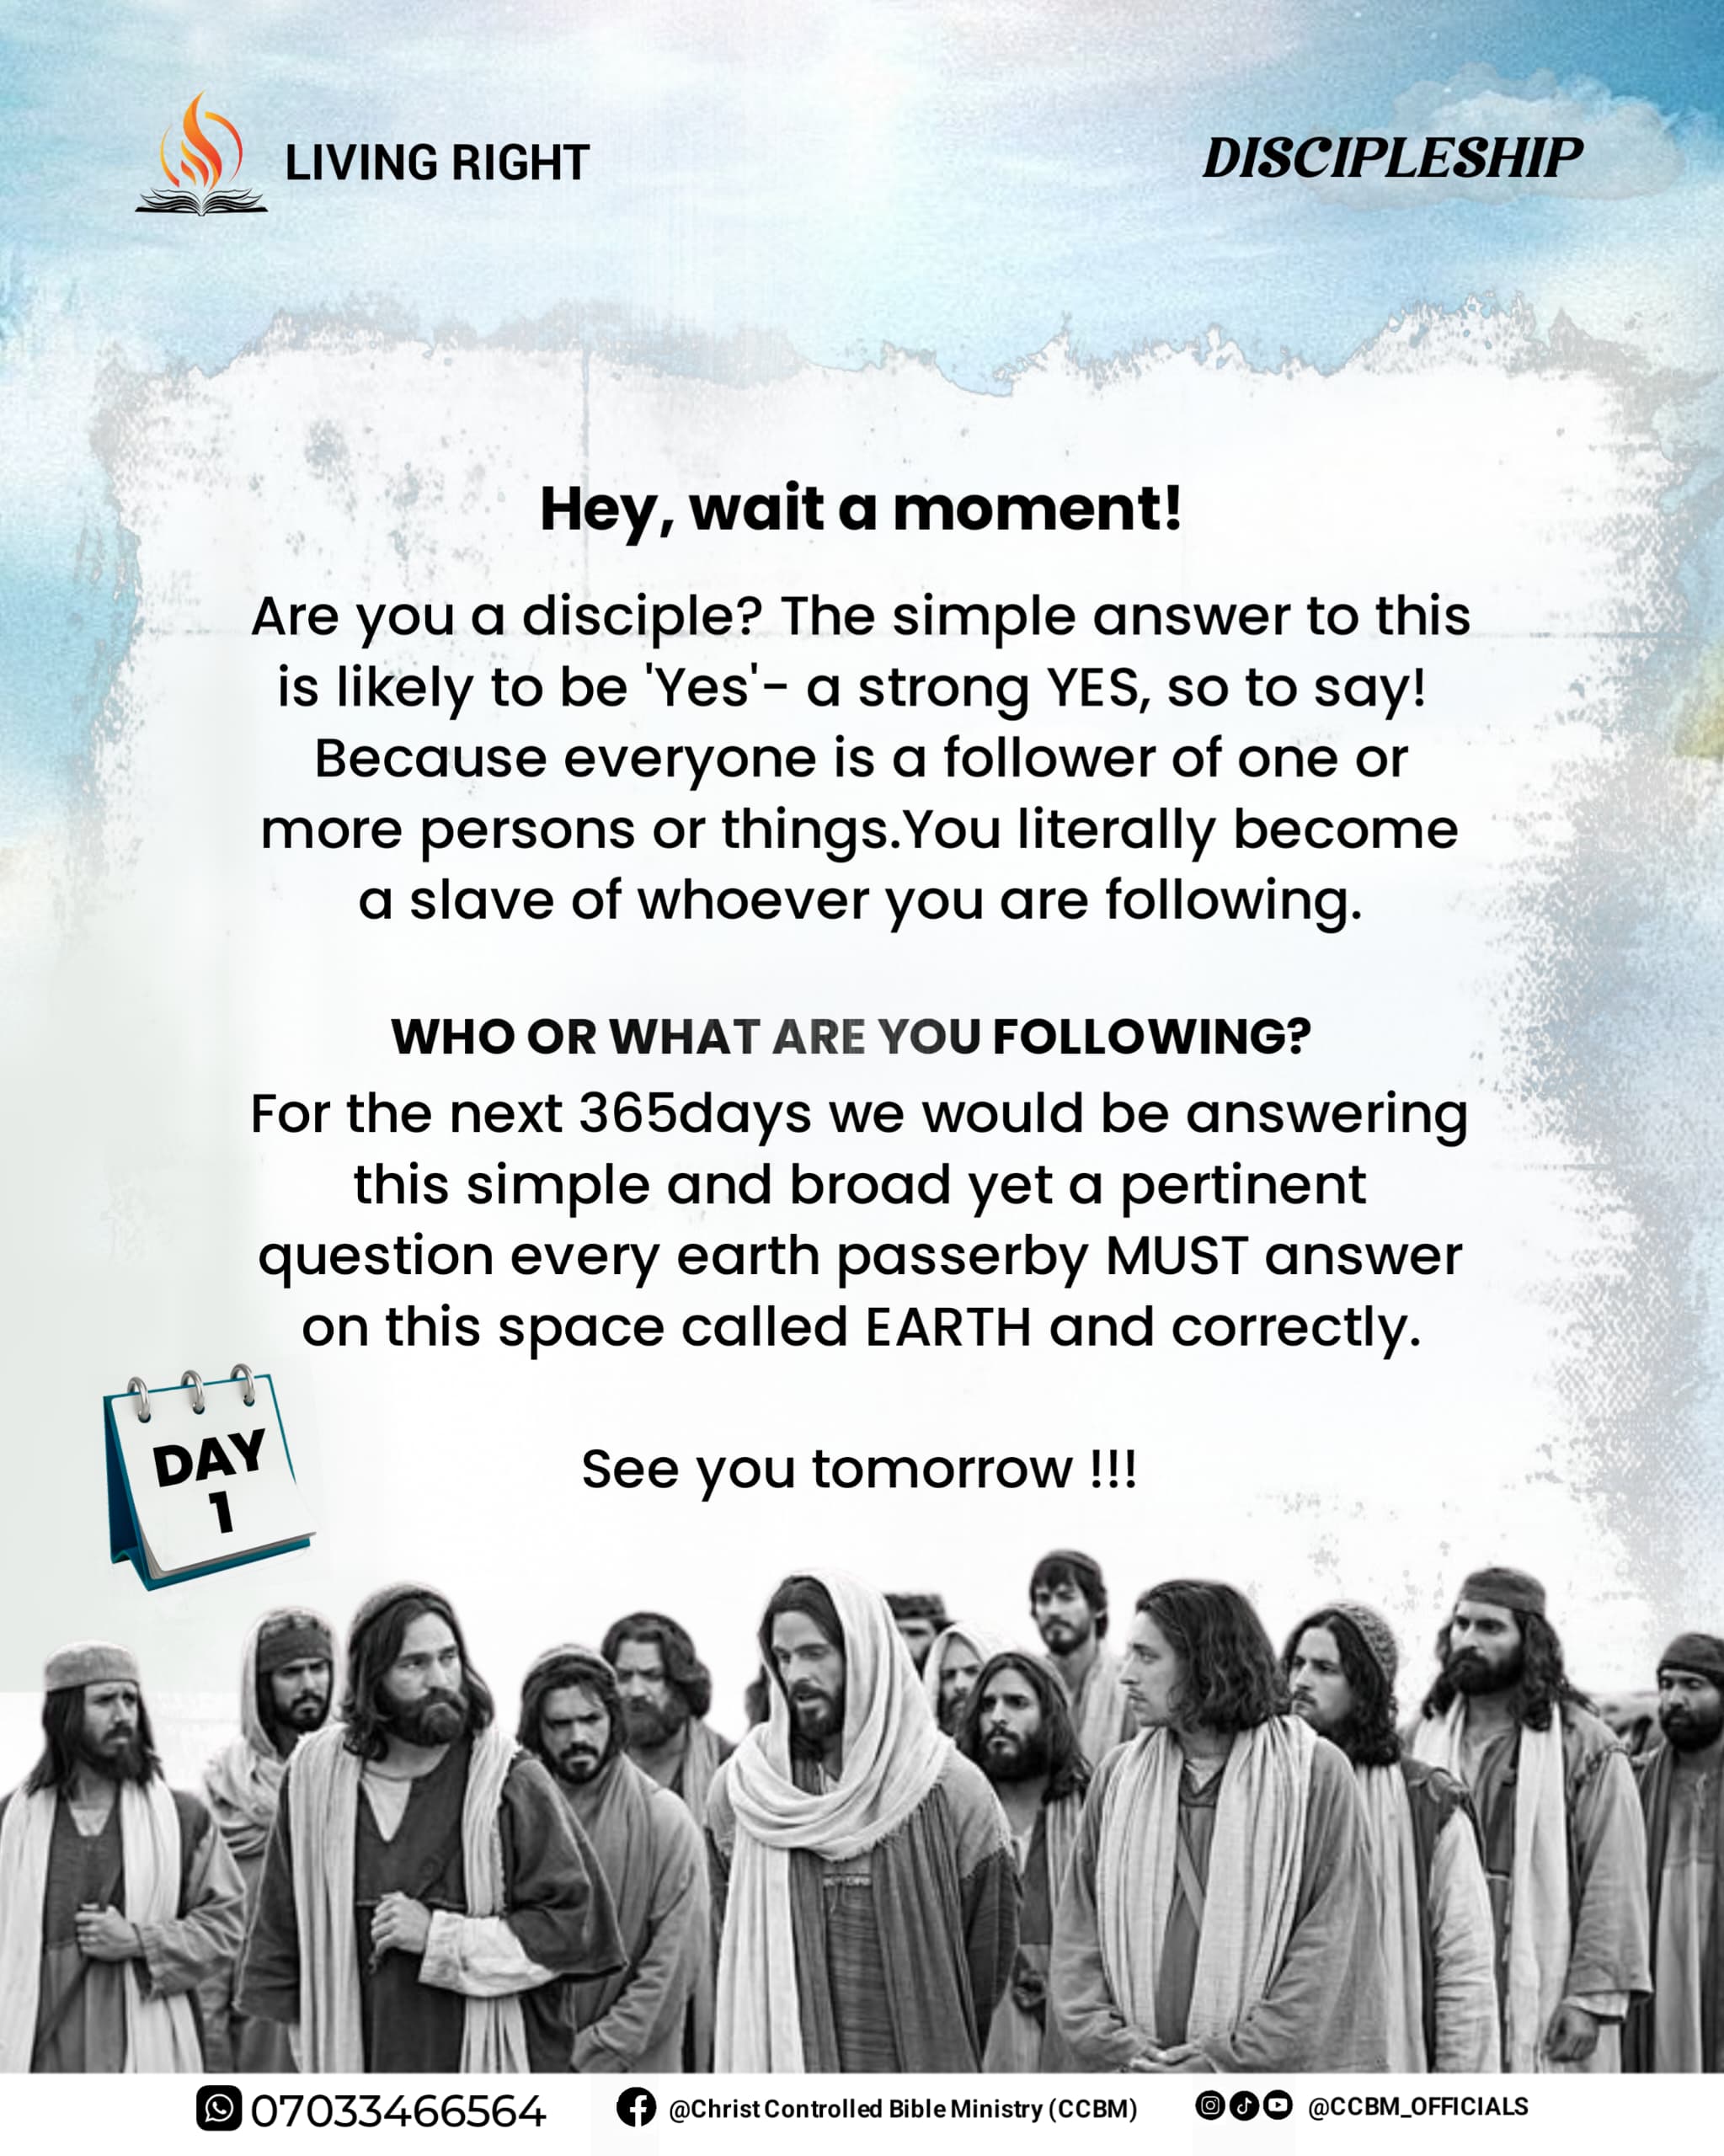 LIVING RIGHT
DISCIPLESHIP
Hey, wait a moment!
Are you a disciple? The simple answer to this
is likely to be 'Yes'- a strong YES, so to say!
Because everyone is a follower of one or
more persons or things.You literally become
a slave of whoever you are following.
WHO OR WHAT ARE YOU FOLLOWING?
For the next 365days we would be answering
this simple and broad yet a pertinent
question every earth passerby MUST answer
on this space called EARTH and correctly.
See you tomorrow !!!
DAY
1
07033466564
@Christ Controlled Bible Ministry (CCBM)
@CCBM_OFFICIALS